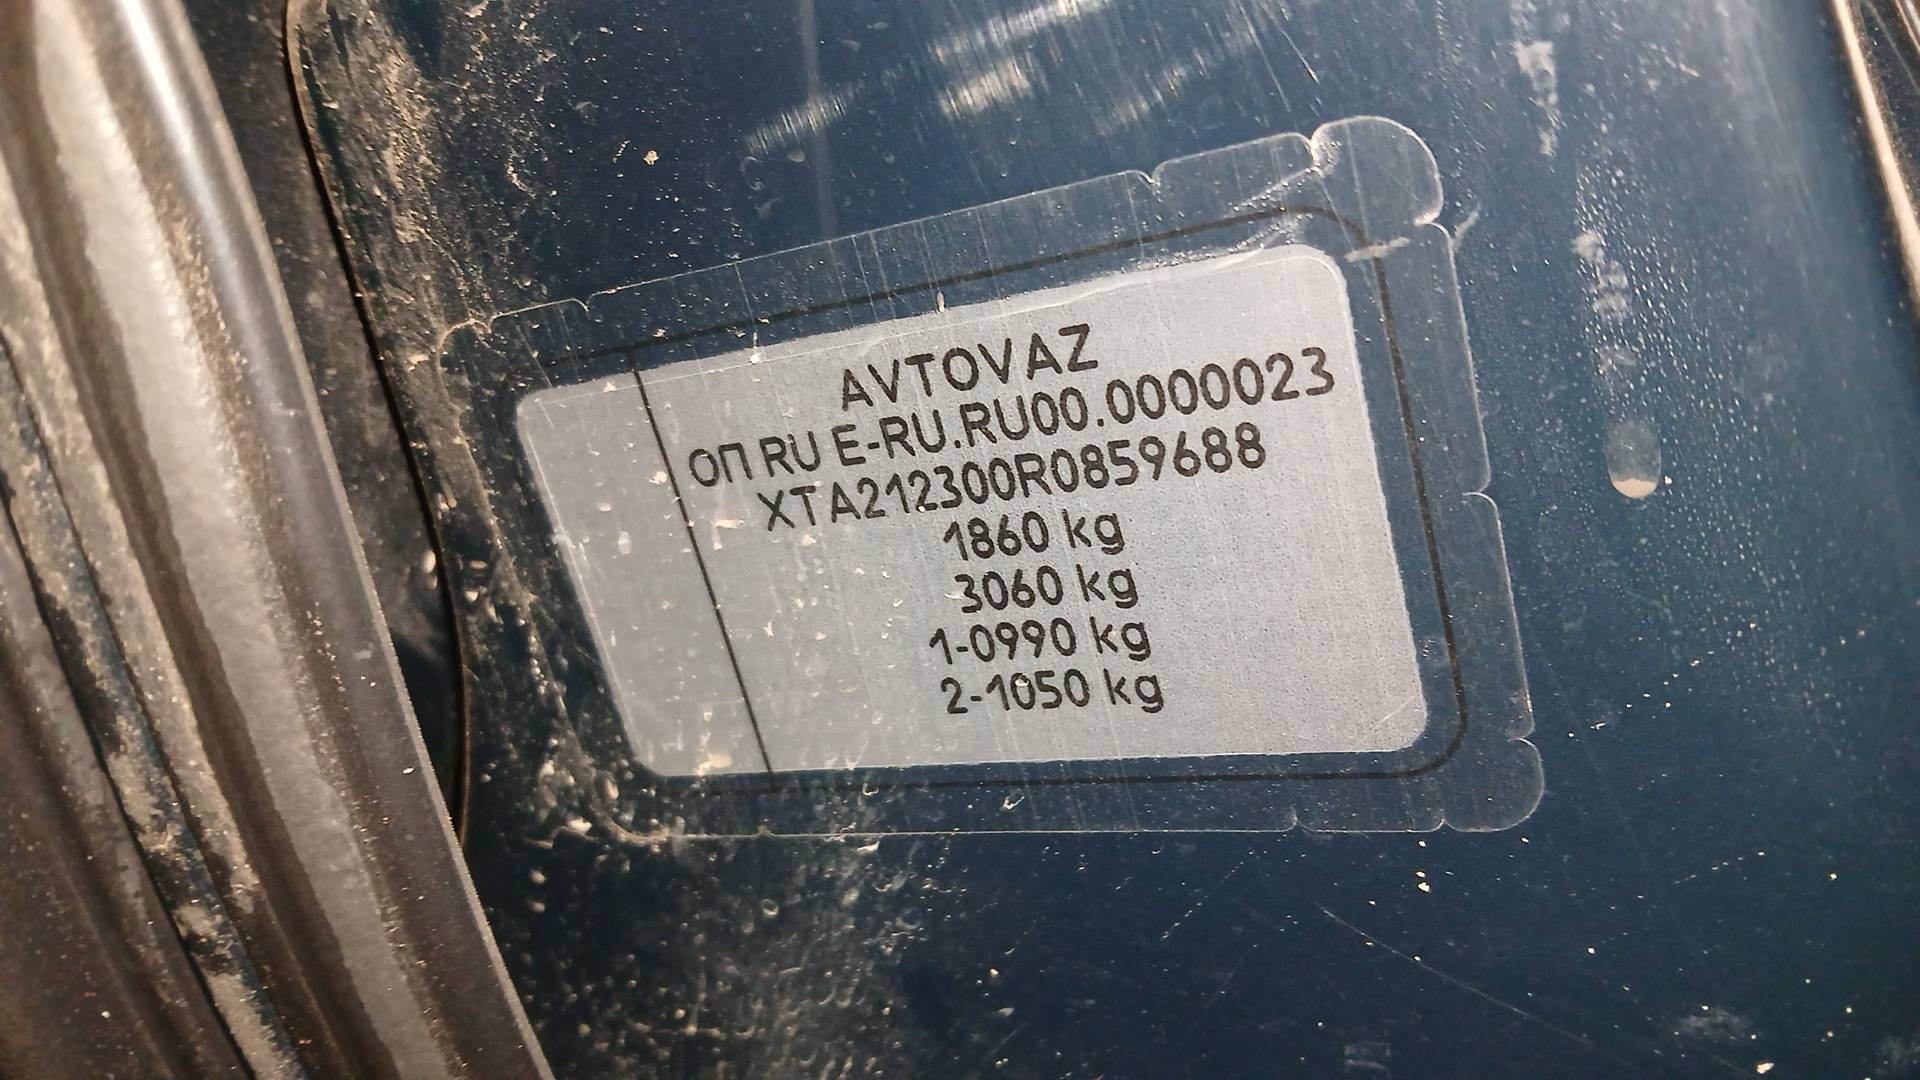 AVTOVAZ
ОП RU E-RU.RU00.0000023
XTA212300R0859688
1860 kg
3060 kg
1-0990 kg
2-1050 kg